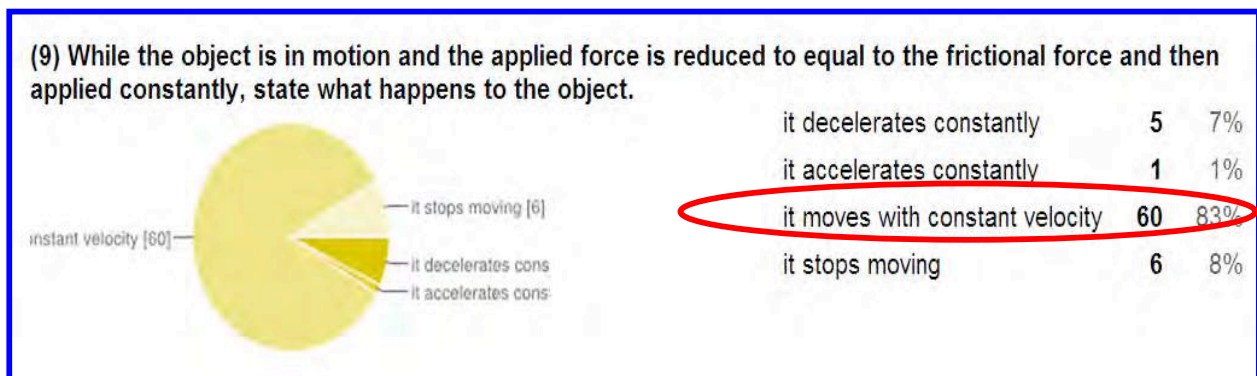 (9) While the object is in motion and the applied force is reduced to equal to the frictional force and then
applied constantly, state what happens to the object.
it decelerates constantly 5 7%
it accelerates constantly 1 1%
it moves with constant velocity 60 83%
it stops moving 6 8%
it stops moving [6]
nstant velocity [60]
it decelerates cons
it accelerates cons